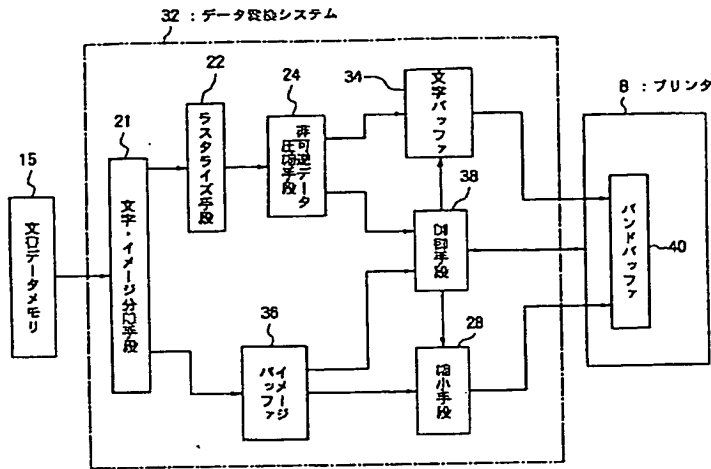 32 : データ変換システム
22
ラスタライズ手段
24
非可逆データ
圧縮手段
34
文字バッファ
8 : プリンタ
21
文字・イメージ分離手段
15
文書データメモリ
38
制御手段
バンドバッファ
40
36
イメージ
バッファ
28
縮小手段